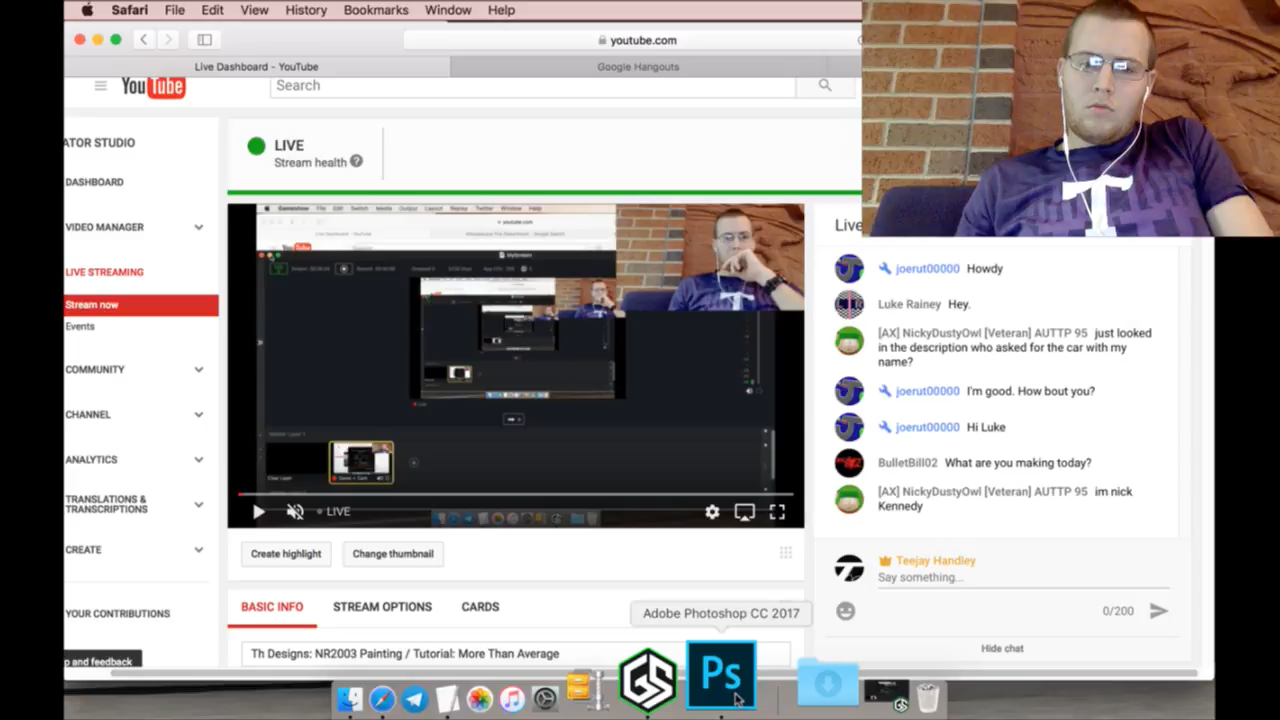 Safari File Edit View History Bookmarks Window Help
youtube.com
Live Dashboard - YouTube
Google Hangouts
YouTube
Search
ATOR STUDIO
LIVE
Stream health ?
DASHBOARD
VIDEO MANAGER
LIVE STREAMING
Stream now
Events
COMMUNITY
CHANNEL
ANALYTICS
TRANSLATIONS &
TRANSCRIPTIONS
CREATE
YOUR CONTRIBUTIONS
p and feedback
LIVE
Create highlight
Change thumbnail
BASIC INFO
STREAM OPTIONS
CARDS
Th Designs: NR2003 Painting / Tutorial: More Than Average
Live
joerut00000 Howdy
Luke Rainey Hey.
[AX] NickyDustyOwl [Veteran] AUTTP 95 just looked
in the description who asked for the car with my
name?
joerut00000 I'm good. How bout you?
joerut00000 Hi Luke
BulletBill02 What are you making today?
[AX] NickyDustyOwl [Veteran] AUTTP 95 im nick
Kennedy
Teejay Handley
Say something...
0/200
Hide chat
Adobe Photoshop CC 2017
GS
Ps
T